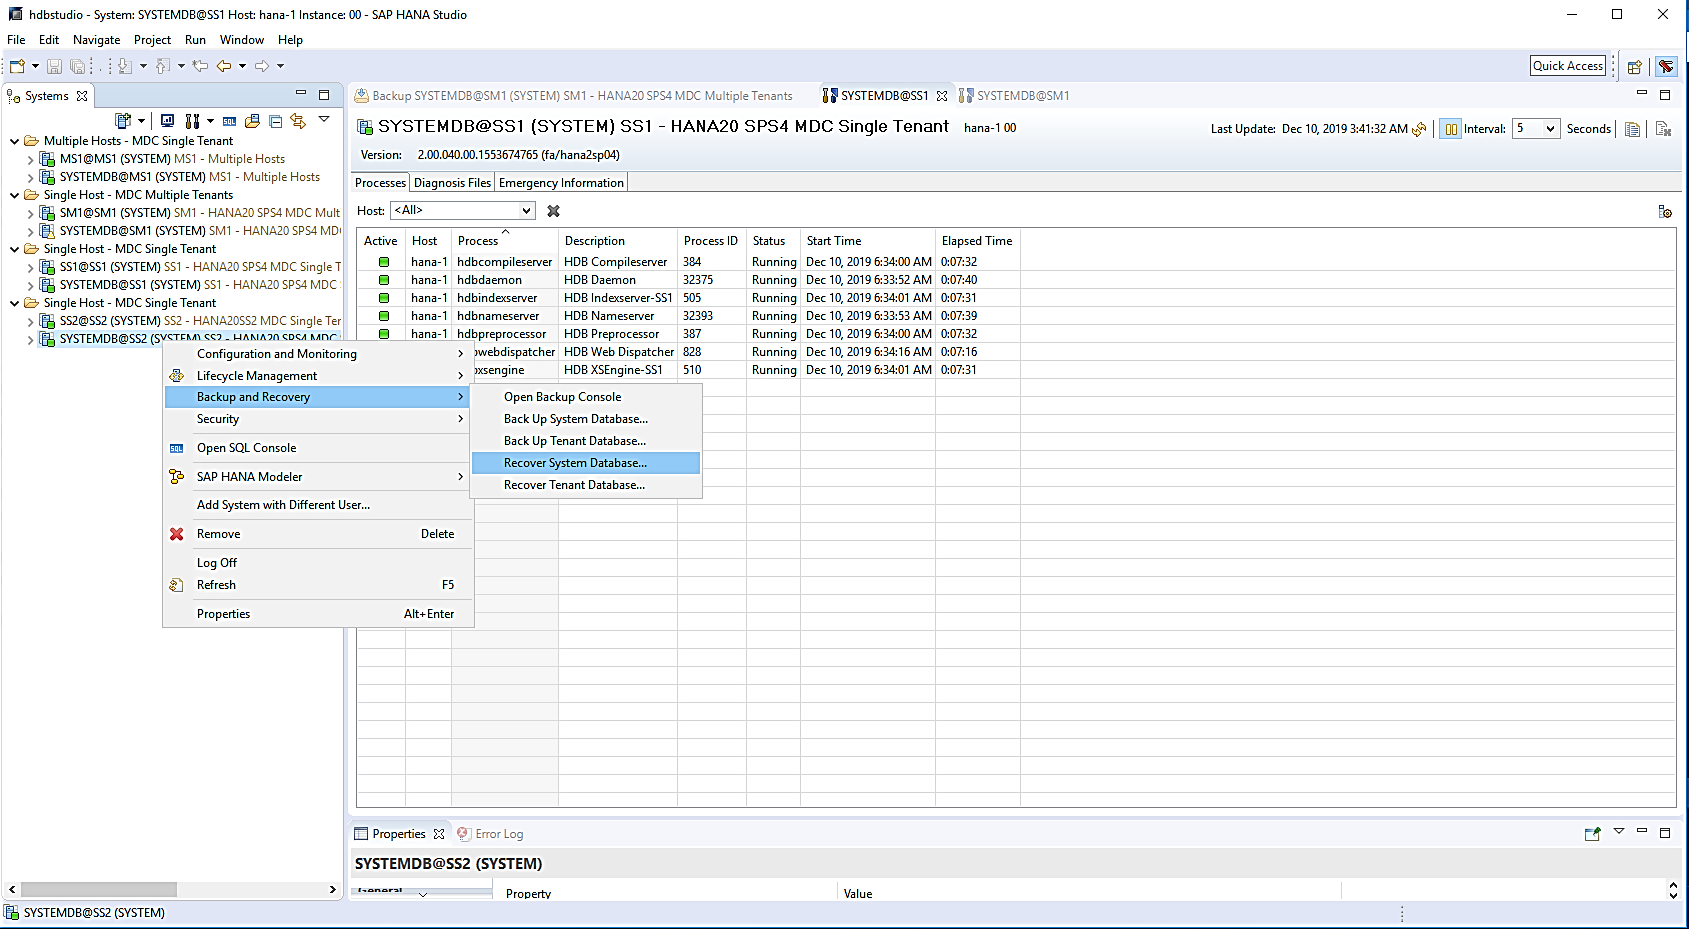 hdbstudio - System: SYSTEMDB@SS1 Host: hana-1 Instance: 00 - SAP HANA Studio
File Edit Navigate Project Run Window Help
Quick Access
Systems
Multiple Hosts - MDC Single Tenant
MS1@MS1 (SYSTEM) MS1 - Multiple Hosts
SYSTEMDB@MS1 (SYSTEM) MS1 - Multiple Hosts
Single Host - MDC Multiple Tenants
SM1@SM1 (SYSTEM) SM1 - HANA20 SPS4 MDC Mult
SYSTEMDB@SM1 (SYSTEM) SM1 - HANA20 SPS4 MD
Single Host - MDC Single Tenant
SS1@SS1 (SYSTEM) SS1 - HANA20 SPS4 MDC Single T
SYSTEMDB@SS1 (SYSTEM) SS1 - HANA20 SPS4 MDC
Single Host - MDC Single Tenant
SS2@SS2 (SYSTEM) SS2 - HANA20SS2 MDC Single Ter
SYSTEMDB@SS2 (SYSTEM) SS2 - HANA20 SPS4 MDC
Configuration and Monitoring
Lifecycle Management
Backup and Recovery
Security
SQL Open SQL Console
SAP HANA Modeler
Add System with Different User...
Remove Delete
Log Off
Refresh F5
Properties Alt+Enter
Open Backup Console
Back Up System Database...
Back Up Tenant Database...
Recover System Database...
Recover Tenant Database...
Backup SYSTEMDB@SM1 (SYSTEM) SM1 - HANA20 SPS4 MDC Multiple Tenants SYSTEMDB@SS1 SYSTEMDB@SM1
SYSTEMDB@SS1 (SYSTEM) SS1 - HANA20 SPS4 MDC Single Tenant hana-1 00
Last Update: Dec 10, 2019 3:41:32 AM Interval: 5 Seconds
Version: 2.00.040.00.1553674765 (fa/hana2sp04)
Processes Diagnosis Files Emergency Information
Host: <All>
Active Host Process Description Process ID Status Start Time Elapsed Time
hana-1 hdbcompileserver HDB Compileserver 384 Running Dec 10, 2019 6:34:00 AM 0:07:32
hana-1 hdbdaemon HDB Daemon 32375 Running Dec 10, 2019 6:33:52 AM 0:07:40
hana-1 hdbindexserver HDB Indexserver-SS1 505 Running Dec 10, 2019 6:34:01 AM 0:07:31
hana-1 hdbnameserver HDB Nameserver 32393 Running Dec 10, 2019 6:33:53 AM 0:07:39
hana-1 hdbpreprocessor HDB Preprocessor 387 Running Dec 10, 2019 6:34:00 AM 0:07:32
webdispatcher HDB Web Dispatcher 828 Running Dec 10, 2019 6:34:16 AM 0:07:16
xsengine HDB XSEngine-SS1 510 Running Dec 10, 2019 6:34:01 AM 0:07:31
Properties Error Log
SYSTEMDB@SS2 (SYSTEM)
General Property Value
SYSTEMDB@SS2 (SYSTEM)